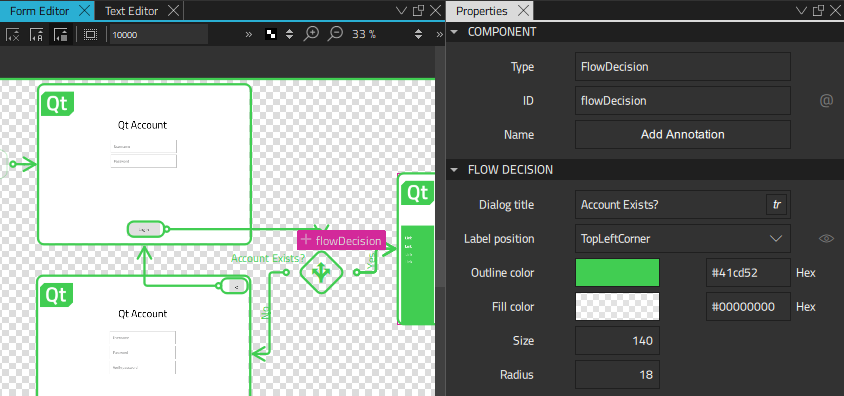 Form Editor
Text Editor
Properties
10000
33 %
COMPONENT
Type
FlowDecision
ID
flowDecision
@
Name
Add Annotation
FLOW DECISION
Dialog title
Account Exists?
tr
Label position
TopLeftCorner
Outline color
#41cd52
Hex
Fill color
#00000000
Hex
Size
140
Radius
18
Qt
Qt Account
Username
Password
flowDecision
Account Exists?
Yes
No
Qt
Qt
Qt Account
Username
Password